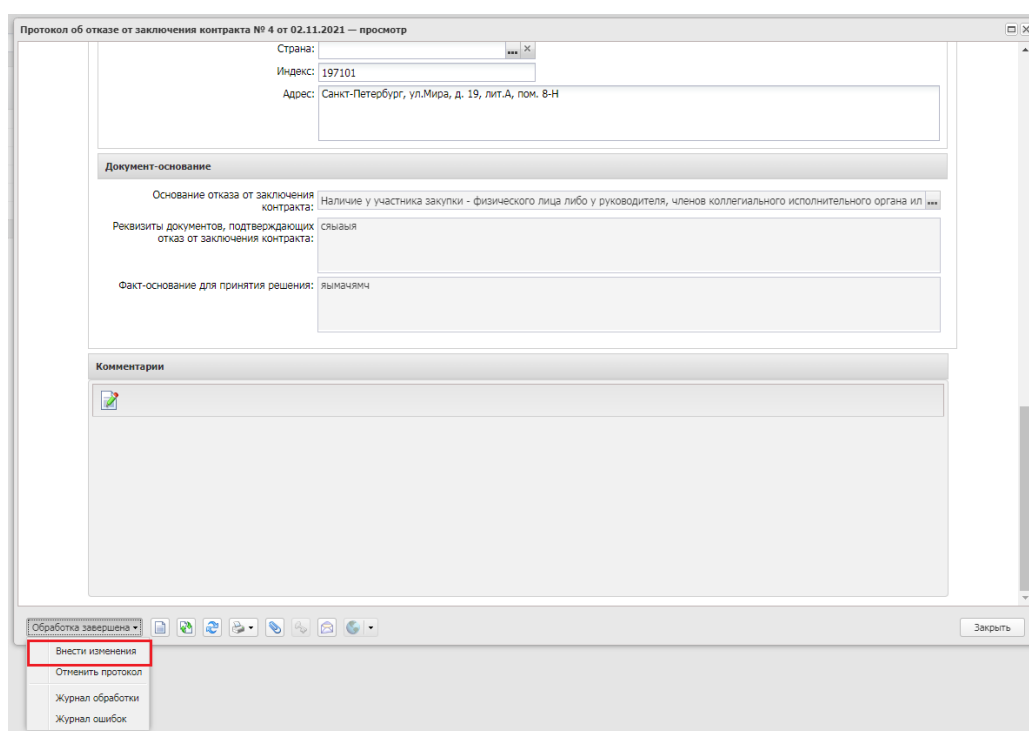 Протокол об отказе от заключения контракта № 4 от 02.11.2021 — просмотр
Страна:
Индекс: 197101
Адрес: Санкт-Петербург, ул.Мира, д. 19, лит.А, пом. 8-Н
Документ-основание
Основание отказа от заключения контракта: Наличие у участника закупки - физического лица либо у руководителя, членов коллегиального исполнительного органа ил
Реквизиты документов, подтверждающих отказ от заключения контракта: сяыаыя
Факт-основание для принятия решения: яымачямч
Комментарии
Обработка завершена
Закрыть
Внести изменения
Отменить протокол
Журнал обработки
Журнал ошибок